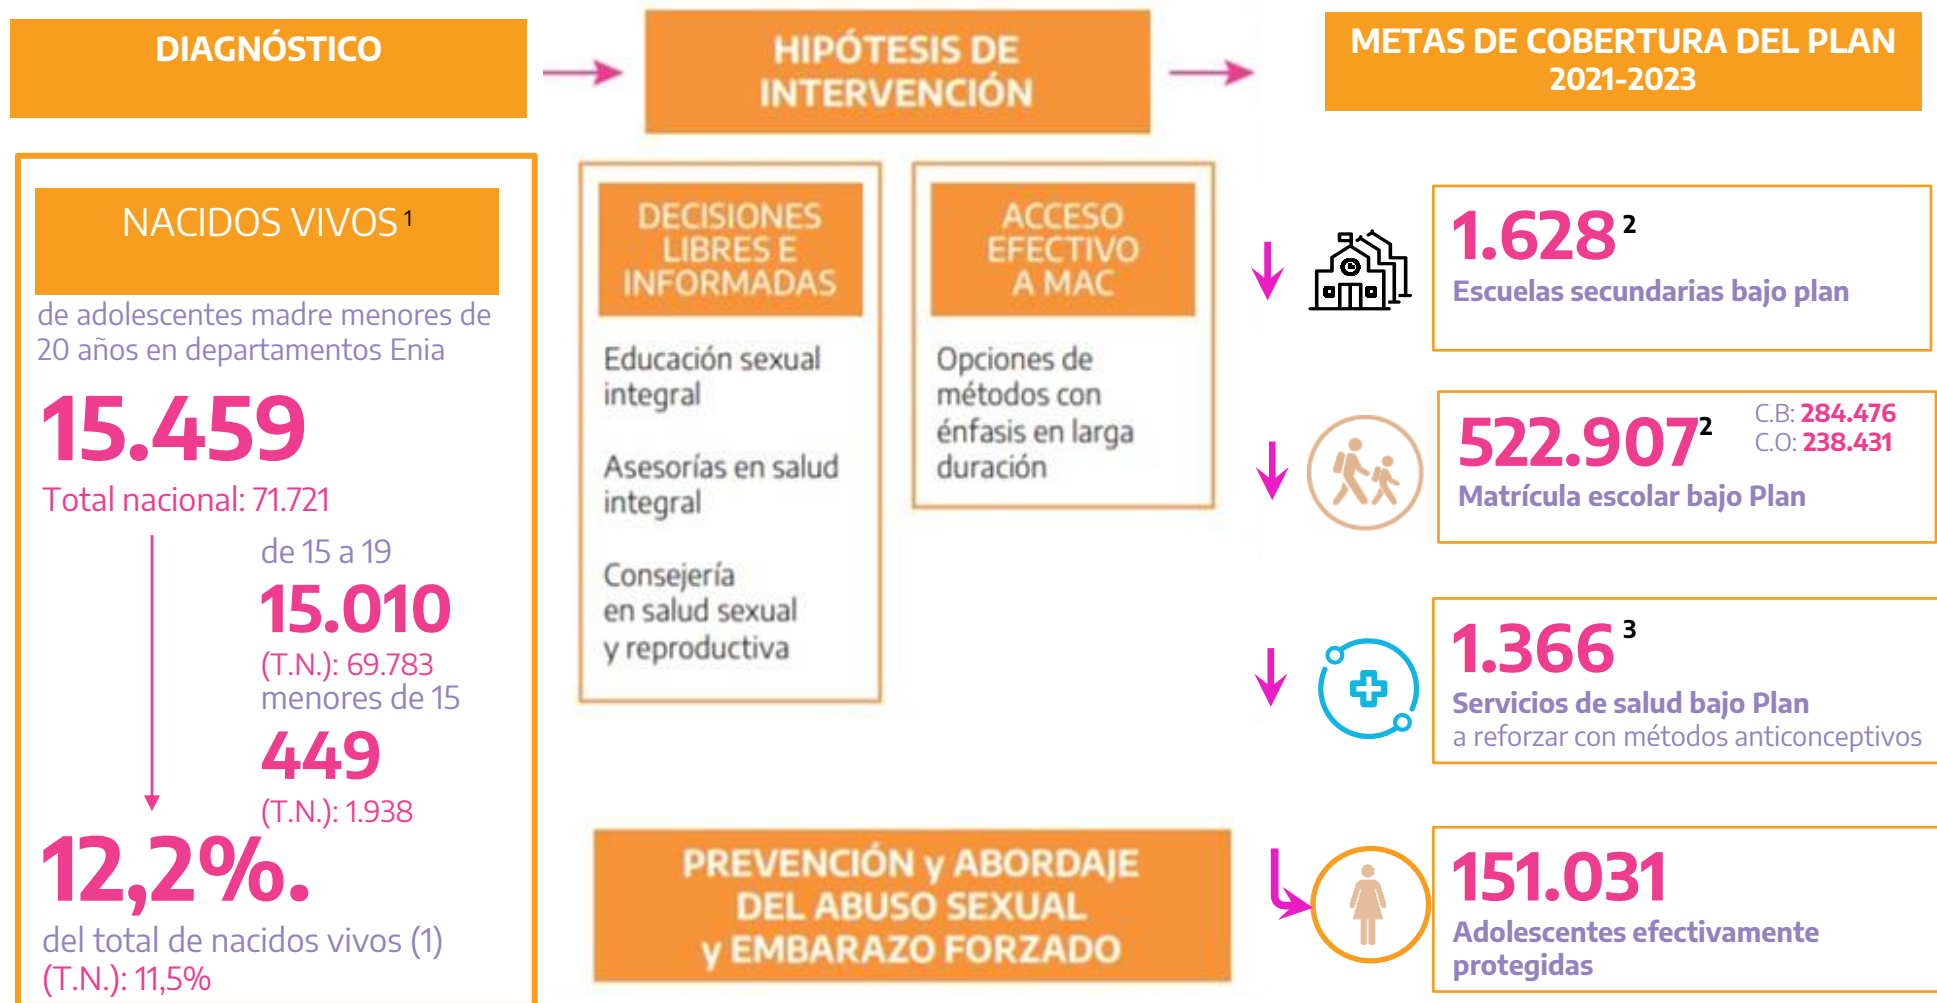 DIAGNÓSTICO
NACIDOS VIVOS 1
de adolescentes madre menores de
20 años en departamentos Enia
15.459
Total nacional: 71.721
de 15 a 19
15.010
(T.N.): 69.783
menores de 15
449
(T.N.): 1.938
12,2%.
del total de nacidos vivos (1)
(T.N.): 11,5%
HIPÓTESIS DE
INTERVENCIÓN
DECISIONES
LIBRES E
INFORMADAS
Educación sexual
integral
Asesorías en salud
integral
Consejería
en salud sexual
y reproductiva
ACCESO
EFECTIVO
A MAC
Opciones de
métodos con
énfasis en larga
duración
PREVENCIÓN y ABORDAJE
DEL ABUSO SEXUAL
y EMBARAZO FORZADO
METAS DE COBERTURA DEL PLAN
2021-2023
1.628 2
Escuelas secundarias bajo plan
522.907 2
C.B: 284.476
C.O: 238.431
Matrícula escolar bajo Plan
1.366 3
Servicios de salud bajo Plan
a reforzar con métodos anticonceptivos
151.031
Adolescentes efectivamente
protegidas